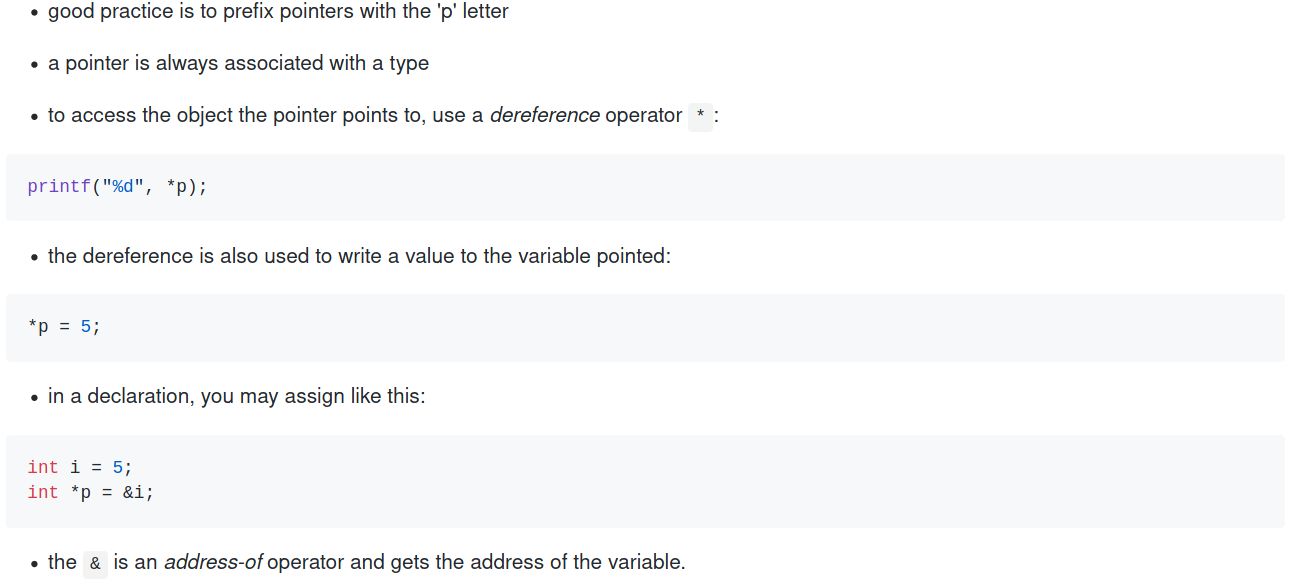 • good practice is to prefix pointers with the 'p' letter
• a pointer is always associated with a type
• to access the object the pointer points to, use a dereference operator * :
printf("%d", *p);
• the dereference is also used to write a value to the variable pointed:
*p = 5;
• in a declaration, you may assign like this:
int i = 5;
int *p = &i;
• the & is an address-of operator and gets the address of the variable.